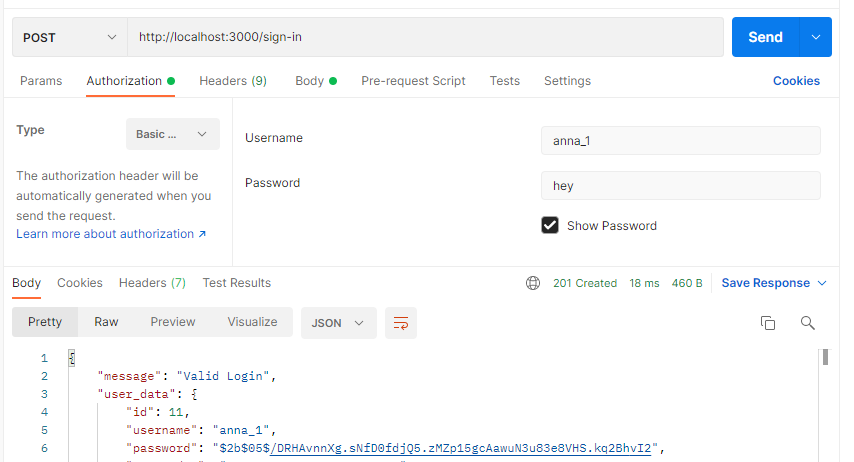 POST http://localhost:3000/sign-in Send
Params Authorization Headers (9) Body Pre-request Script Tests Settings Cookies
Type Basic ...
The authorization header will be
automatically generated when you
send the request.
Learn more about authorization ↗
Username anna_1
Password hey
Show Password
Body Cookies Headers (7) Test Results 201 Created 18 ms 460 B Save Response
Pretty Raw Preview Visualize JSON
1 {
2 "message": "Valid Login",
3 "user_data": {
4 "id": 11,
5 "username": "anna_1",
6 "password": "$2b$05$/DRHAvnnXg.sNfD0fdjQ5.zMZp15gcAawuN3u83e8VHS.kq2BhvI2",